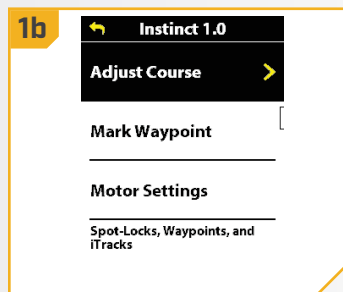 1b
Instinct 1.0
Adjust Course
Mark Waypoint
Motor Settings
Spot-Locks, Waypoints, and
iTracks